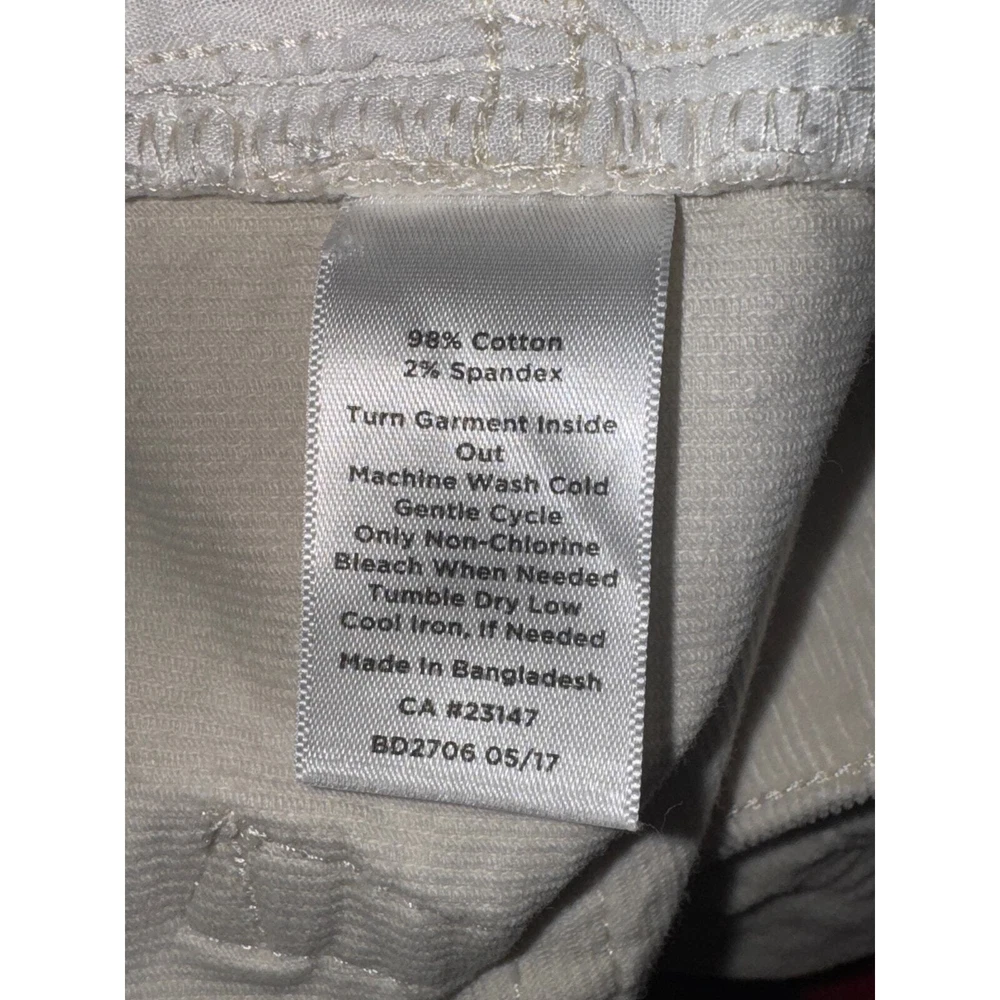 98% Cotton
2% Spandex
Turn Garment Inside
Out
Machine Wash Cold
Gentle Cycle
Only Non-Chlorine
Bleach When Needed
Tumble Dry Low
Cool Iron, If Needed
Made In Bangladesh
CA #23147
BD2706 05/17